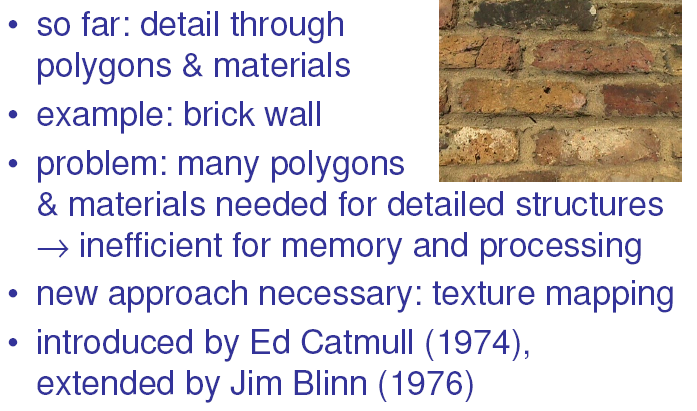 • so far: detail through
polygons & materials
• example: brick wall
• problem: many polygons
& materials needed for detailed structures
→ inefficient for memory and processing
• new approach necessary: texture mapping
• introduced by Ed Catmull (1974),
extended by Jim Blinn (1976)